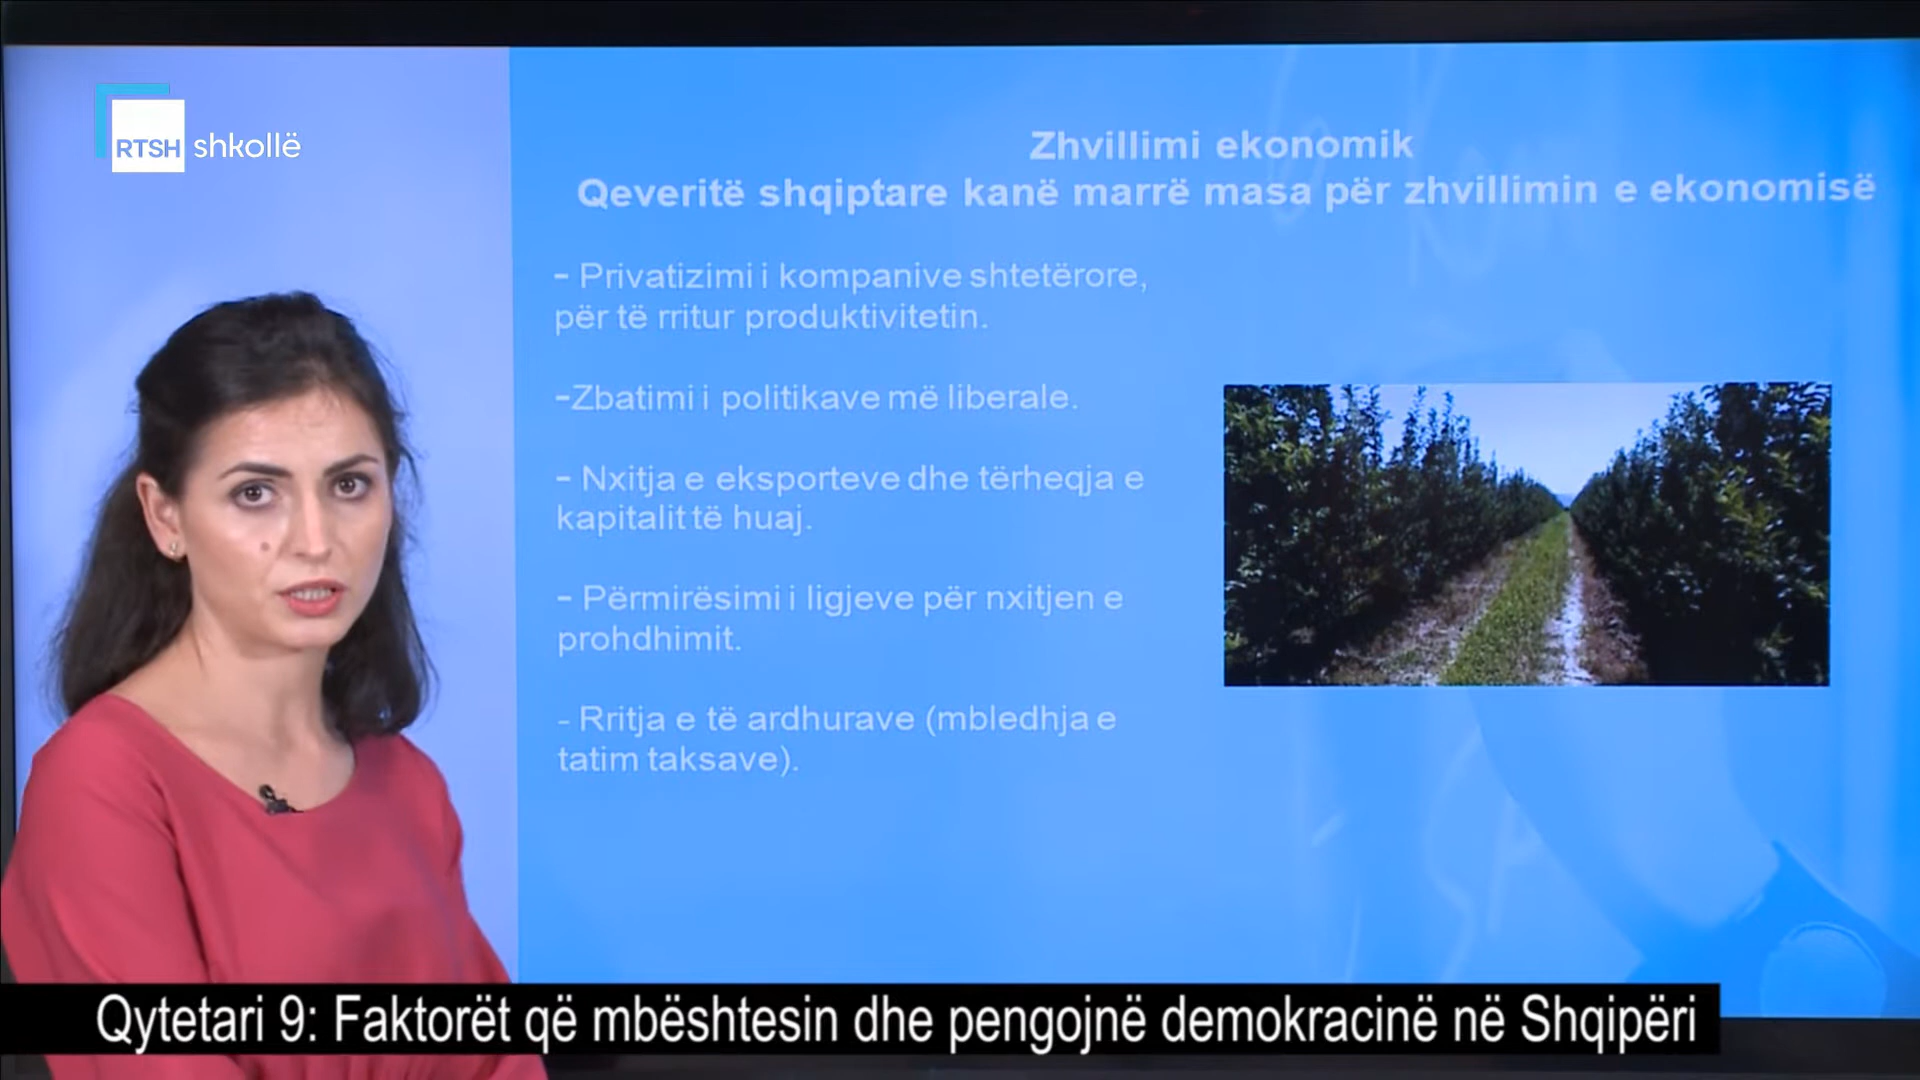 RTSH shkollë
Zhvillimi ekonomik
Qeveritë shqiptare kanë marrë masa për zhvillimin e ekonomisë
- Privatizimi i kompanive shtetërore,
për të rritur produktivitetin.
-Zbatimi i politikave më liberale.
- Nxitja e eksporteve dhe tërheqja e
kapitalit të huaj.
- Përmirësimi i ligjeve për nxitjen e
prohdhimit.
- Rritja e të ardhurave (mbledhja e
tatim taksave).
Qytetari 9: Faktorët që mbështesin dhe pengojnë demokracinë në Shqipëri